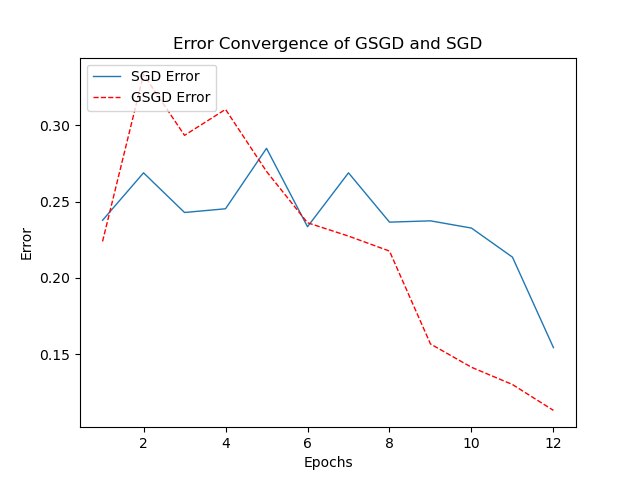 Error Convergence of GSGD and SGD
SGD Error
GSGD Error
0.30
0.25
0.20
0.15
Error
2 4 6 8 10 12
Epochs